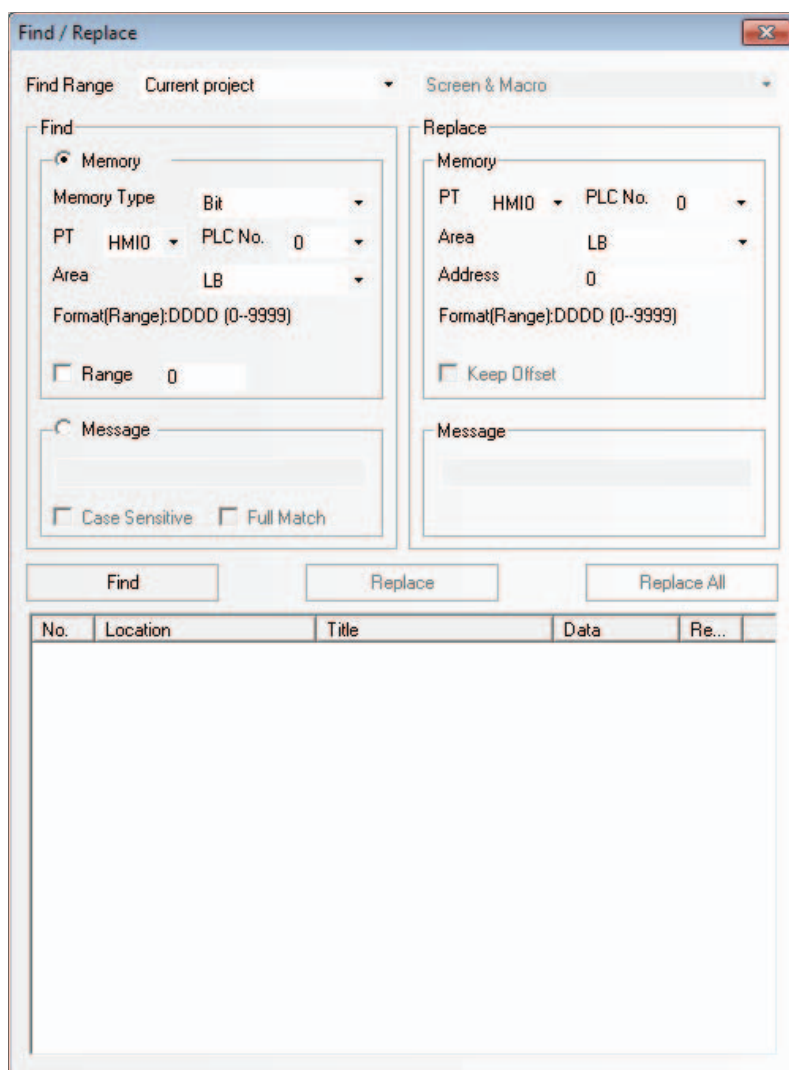 Find / Replace
Find Range Current project Screen & Macro
Find
Memory
Memory Type Bit
PT HMI0 PLC No. 0
Area LB
Format(Range):DDDD (0--9999)
Range 0
Message
Case Sensitive Full Match
Replace
Memory
PT HMI0 PLC No. 0
Area LB
Address 0
Format(Range):DDDD (0--9999)
Keep Offset
Message
Find Replace Replace All
No. Location Title Data Re...